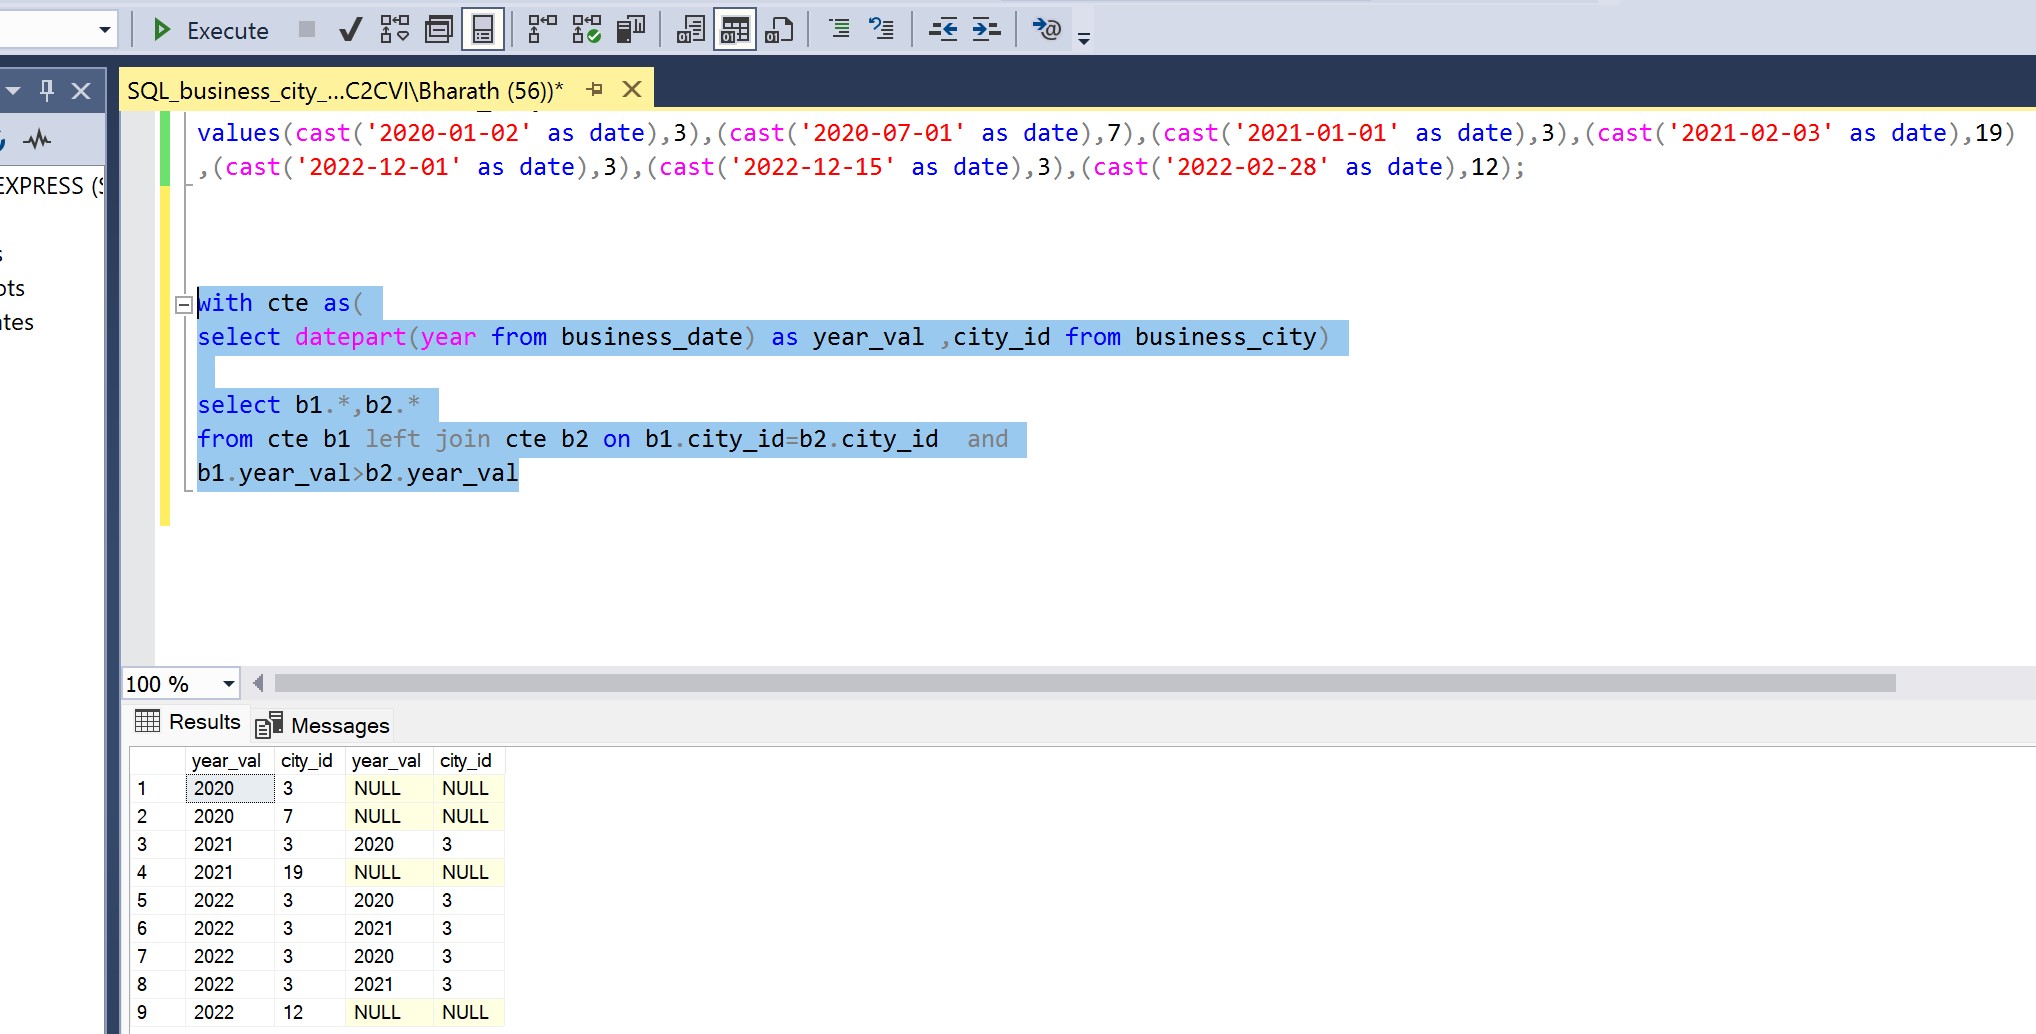 Execute
SQL_business_city_...C2CVI\Bharath (56))*
EXPRESS (
values(cast('2020-01-02' as date),3),(cast('2020-07-01' as date),7),(cast('2021-01-01' as date),3),(cast('2021-02-03' as date),19)
,(cast('2022-12-01' as date),3),(cast('2022-12-15' as date),3),(cast('2022-02-28' as date),12);
ots
tes
with cte as(
select datepart(year from business_date) as year_val ,city_id from business_city)
select b1.*,b2.*
from cte b1 left join cte b2 on b1.city_id=b2.city_id  and
b1.year_val>b2.year_val
100 %
Results Messages
year_val city_id year_val city_id
1 2020 3 NULL NULL
2 2020 7 NULL NULL
3 2021 3 2020 3
4 2021 19 NULL NULL
5 2022 3 2020 3
6 2022 3 2021 3
7 2022 3 2020 3
8 2022 3 2021 3
9 2022 12 NULL NULL